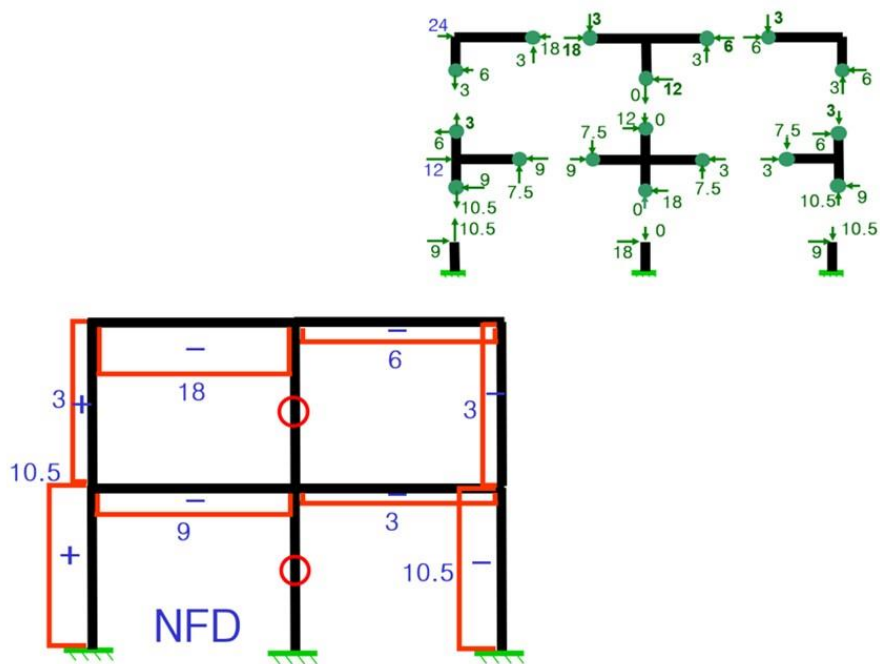 3 3
24 18 18 6 6
3 6 3 12 3 6
0
3 12 0 3
6 7.5 7.5 6
12 9 9 3 3
9 7.5 18 7.5 10.5 9
10.5 0
10.5 0 10.5
9 18 9
−
−
6
18
3 + 3 −
10.5
−
−
9 3
+ 10.5 −
NFD